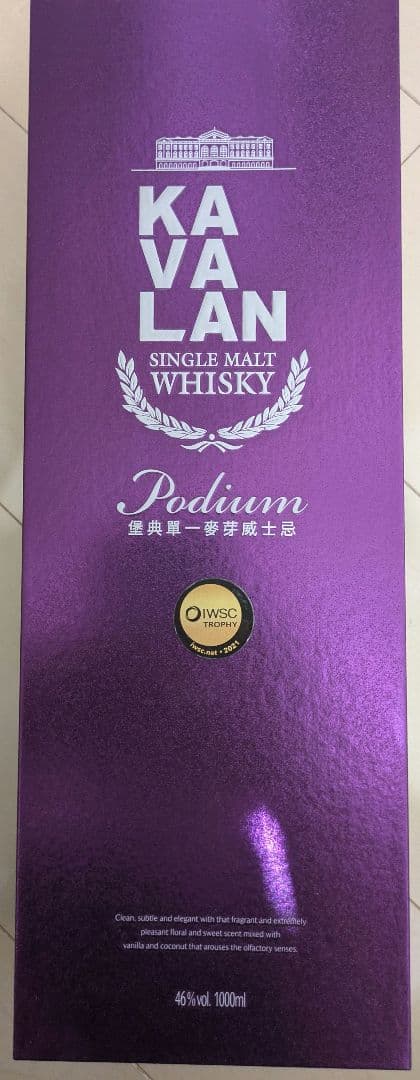 KA
VA
LAN
SINGLE MALT
WHISKY
Podium
堡典單一麥芽威士忌
IWSC
TROPHY
iwsc.net • 2021
Clean, subtle and elegant with that fragrant and extremely
pleasant floral and sweet scent mixed with
vanilla and coconut that arouses the olfactory senses.
46%vol. 1000ml